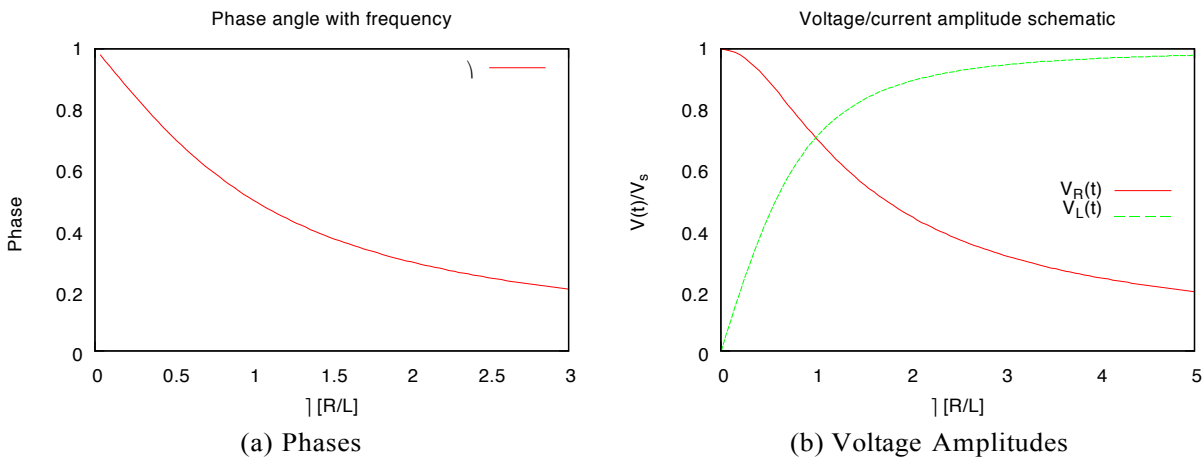 Phase angle with frequency
1
0.8
0.6
0.4
0.2
0
Phase
0 0.5 1 1.5 2 2.5 3
[R/L]
(a) Phases
Voltage/current amplitude schematic
1
0.8
0.6
0.4
0.2
0
V(t)/Vs
VR(t)
VL(t)
0 1 2 3 4 5
[R/L]
(b) Voltage Amplitudes